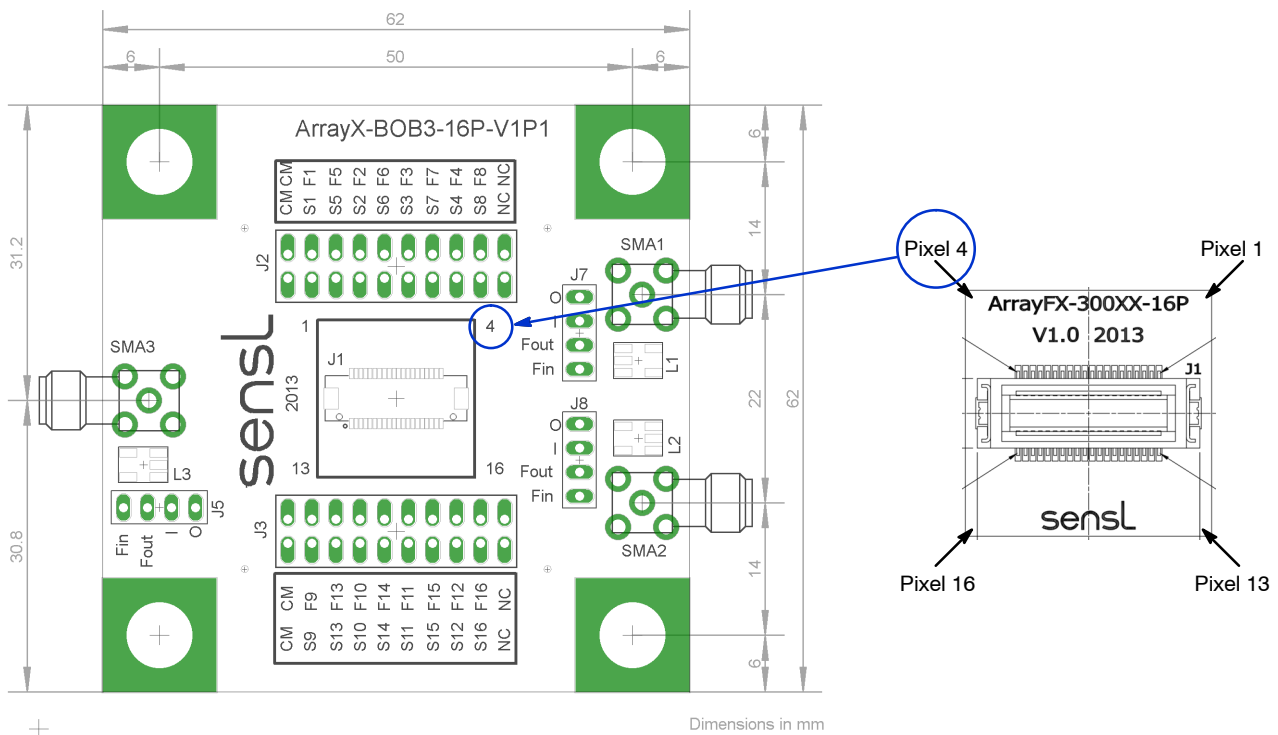 62
6
50
6
ArrayX-BOB3-16P-V1P1
CM CM
S1 F1
S5 F5
S2 F2
S6 F6
S3 F3
S7 F7
S4 F4
S8 F8
NC NC
J2
31.2
30.8
6
14
22
62
14
6
SMA1
J7
O
I
Fout
Fin
L1
1
4
J1
13
16
sensL
2013
SMA3
L3
J5
Fin
Fout
I
O
J8
O
I
Fout
Fin
L2
SMA2
J3
CM CM
S9 F9
S13 F13
S10 F10
S14 F14
S11 F11
S15 F15
S12 F12
S16 F16
NC NC
Dimensions in mm
Pixel 4
Pixel 1
ArrayFX-300XX-16P
V1.0 2013
J1
sensL
Pixel 16
Pixel 13